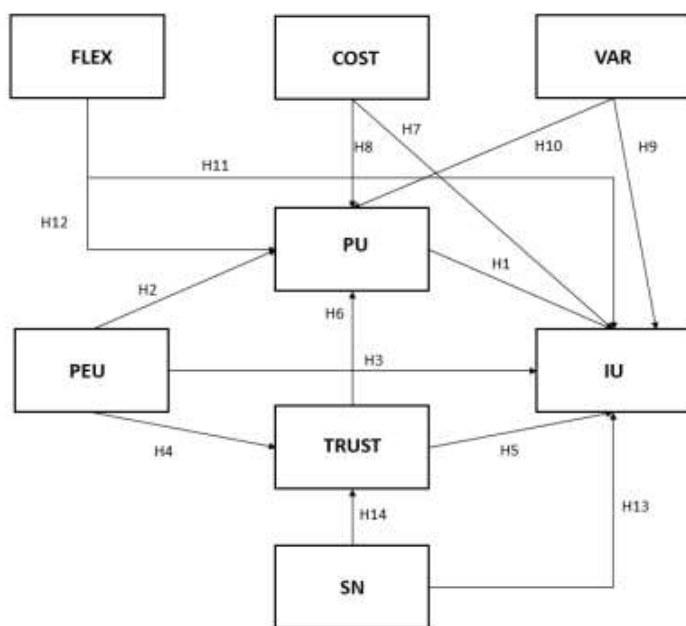 FLEX
COST
VAR
H7
H8
H10
H9
H11
H12
PU
H2
H1
H6
PEU
H3
IU
TRUST
H4
H5
H14
H13
SN